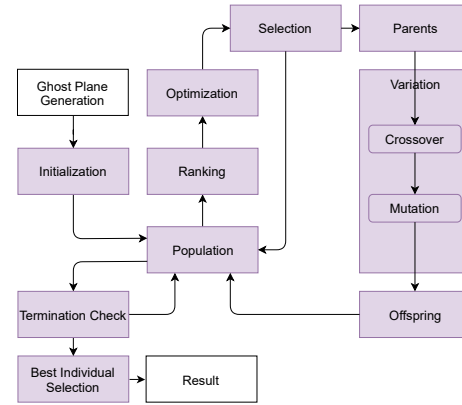 Selection
Parents
Ghost Plane
Generation
Optimization
Variation
Crossover
Initialization
Ranking
Mutation
Population
Termination Check
Offspring
Best Individual
Selection
Result